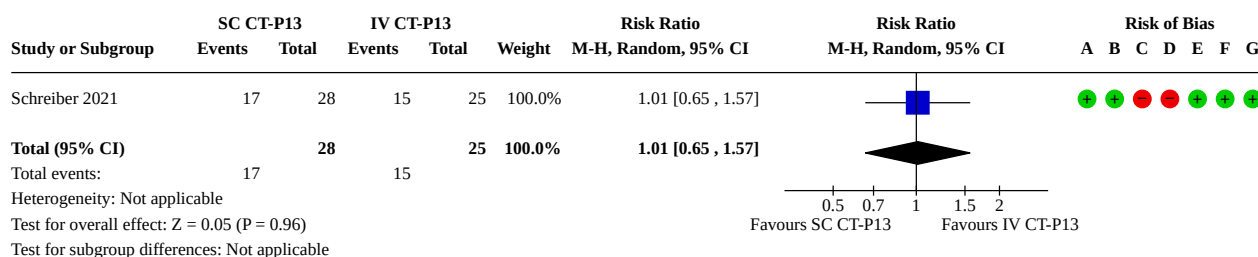 SC CT-P13 IV CT-P13 Risk Ratio Risk Ratio Risk of Bias
Study or Subgroup Events Total Events Total Weight M-H, Random, 95% CI M-H, Random, 95% CI A B C D E F G
Schreiber 2021 17 28 15 25 100.0% 1.01 [0.65 , 1.57] + + − − + + +
Total (95% CI) 28 25 100.0% 1.01 [0.65 , 1.57]
Total events: 17 15
Heterogeneity: Not applicable 0.5 0.7 1 1.5 2
Test for overall effect: Z = 0.05 (P = 0.96) Favours SC CT-P13 Favours IV CT-P13
Test for subgroup differences: Not applicable